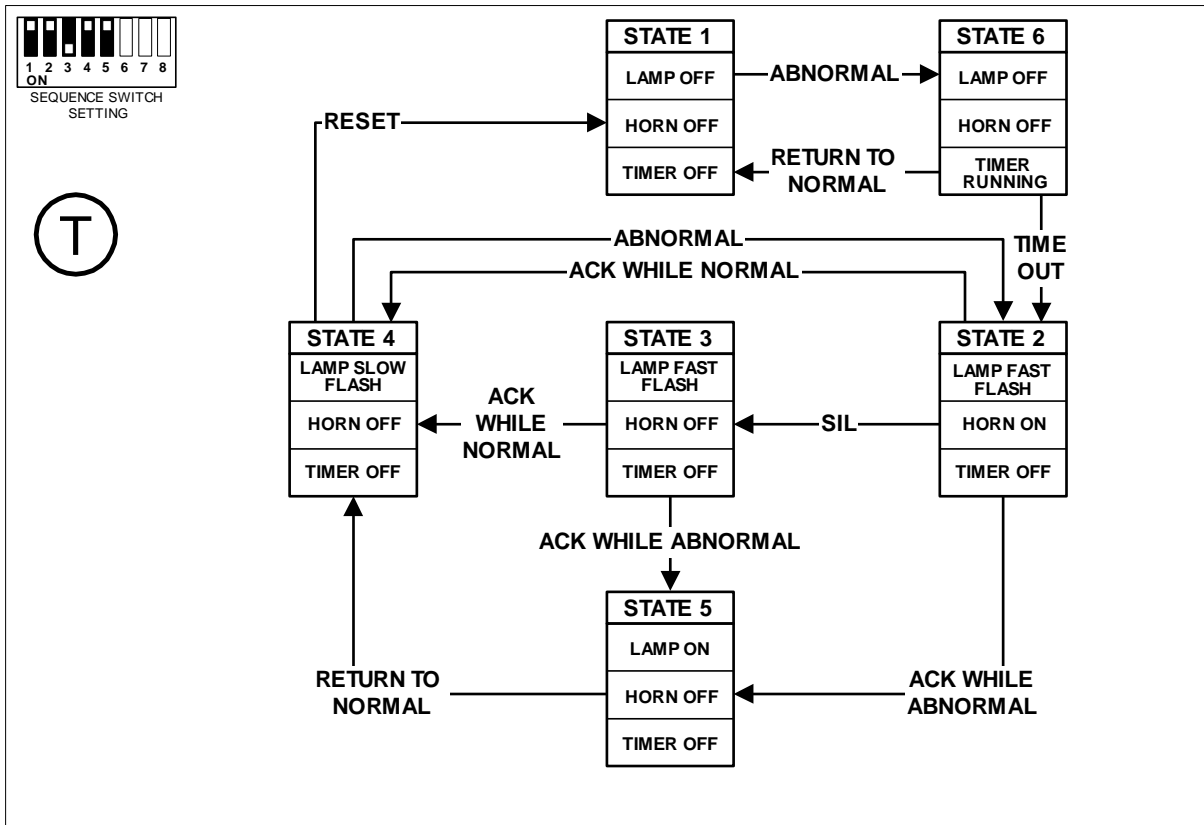 1 2 3 4 5 6 7 8
ON
SEQUENCE SWITCH
SETTING
T
STATE 1
LAMP OFF
HORN OFF
TIMER OFF
ABNORMAL
RETURN TO
NORMAL
STATE 6
LAMP OFF
HORN OFF
TIMER
RUNNING
RESET
ABNORMAL
ACK WHILE NORMAL
TIME
OUT
STATE 4
LAMP SLOW
FLASH
HORN OFF
TIMER OFF
ACK
WHILE
NORMAL
STATE 3
LAMP FAST
FLASH
HORN OFF
TIMER OFF
SIL
STATE 2
LAMP FAST
FLASH
HORN ON
TIMER OFF
ACK WHILE ABNORMAL
STATE 5
LAMP ON
HORN OFF
TIMER OFF
RETURN TO
NORMAL
ACK WHILE
ABNORMAL